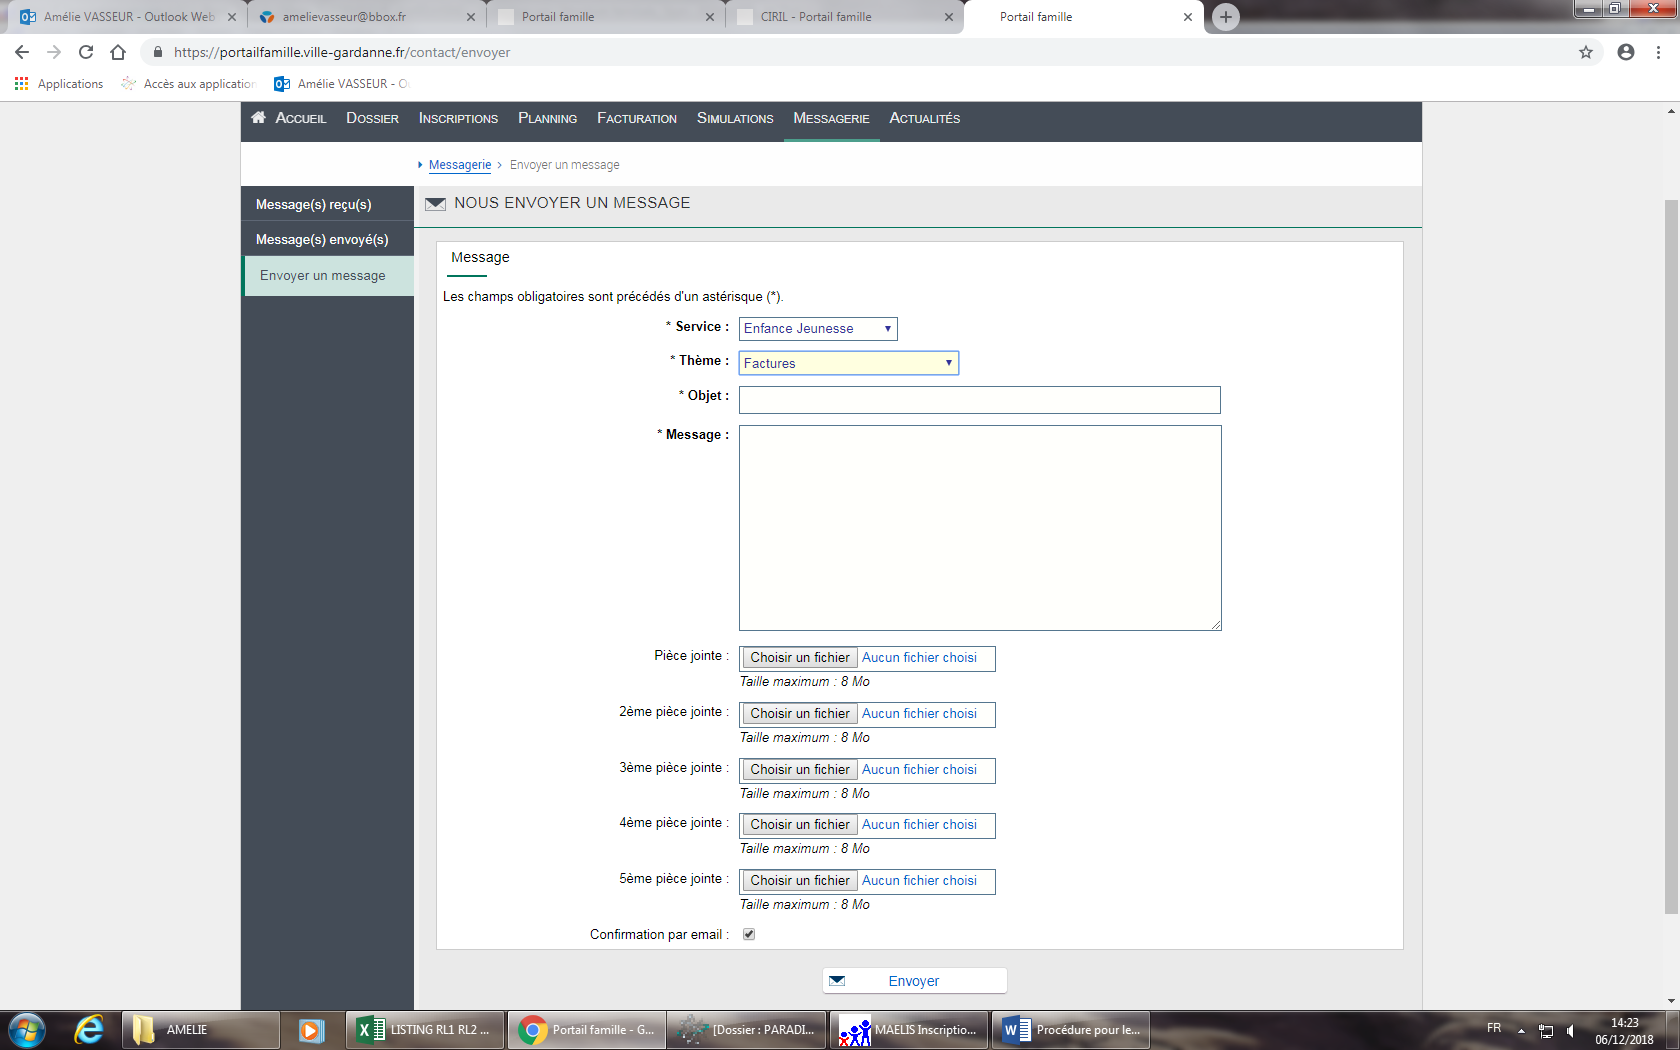 Amélie VASSEUR - Outlook Web
amelievasseur@bbox.fr
Portail famille
CIRIL - Portail famille
Portail famille
https://portailfamille.ville-gardanne.fr/contact/envoyer
Applications
Accès aux application
Amélie VASSEUR - Ou
ACCUEIL DOSSIER INSCRIPTIONS PLANNING FACTURATION SIMULATIONS MESSAGERIE ACTUALITÉS
Messagerie > Envoyer un message
Message(s) reçu(s)
Message(s) envoyé(s)
Envoyer un message
NOUS ENVOYER UN MESSAGE
Message
Les champs obligatoires sont précédés d'un astérisque (*).
* Service : Enfance Jeunesse
* Thème : Factures
* Objet :
* Message :
Pièce jointe : Choisir un fichier Aucun fichier choisi
Taille maximum : 8 Mo
2ème pièce jointe : Choisir un fichier Aucun fichier choisi
Taille maximum : 8 Mo
3ème pièce jointe : Choisir un fichier Aucun fichier choisi
Taille maximum : 8 Mo
4ème pièce jointe : Choisir un fichier Aucun fichier choisi
Taille maximum : 8 Mo
5ème pièce jointe : Choisir un fichier Aucun fichier choisi
Taille maximum : 8 Mo
Confirmation par email :
Envoyer
AMELIE
LISTING RL1 RL2 ...
Portail famille - G...
[Dossier : PARADI...
MAELIS Inscriptio...
Procédure pour le...
FR
14:23
06/12/2018